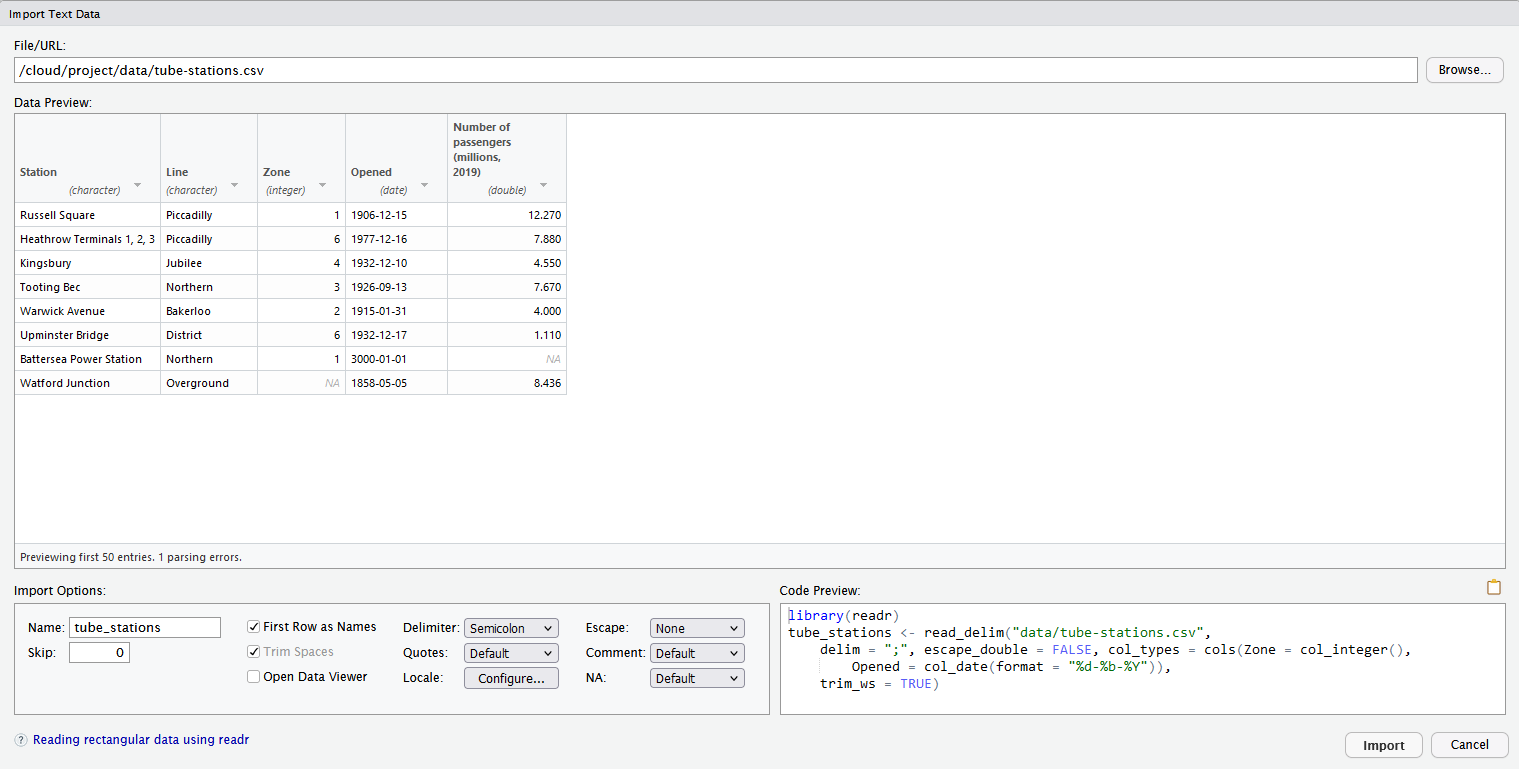 Import Text Data
File/URL:
/cloud/project/data/tube-stations.csv
Browse...
Data Preview:
Station (character) Line (character) Zone (integer) Opened (date) Number of passengers (millions, 2019) (double)
Russell Square Piccadilly 1 1906-12-15 12.270
Heathrow Terminals 1, 2, 3 Piccadilly 6 1977-12-16 7.880
Kingsbury Jubilee 4 1932-12-10 4.550
Tooting Bec Northern 3 1926-09-13 7.670
Warwick Avenue Bakerloo 2 1915-01-31 4.000
Upminster Bridge District 6 1932-12-17 1.110
Battersea Power Station Northern 1 3000-01-01 NA
Watford Junction Overground NA 1858-05-05 8.436
Previewing first 50 entries. 1 parsing errors.
Import Options:
Name: tube_stations
Skip: 0
First Row as Names
Trim Spaces
Open Data Viewer
Delimiter: Semicolon
Quotes: Default
Locale: Configure...
Escape: None
Comment: Default
NA: Default
Code Preview:
library(readr)
tube_stations <- read_delim("data/tube-stations.csv",
    delim = ";", escape_double = FALSE, col_types = cols(Zone = col_integer(),
        Opened = col_date(format = "%d-%b-%Y")),
    trim_ws = TRUE)
? Reading rectangular data using readr
Import
Cancel